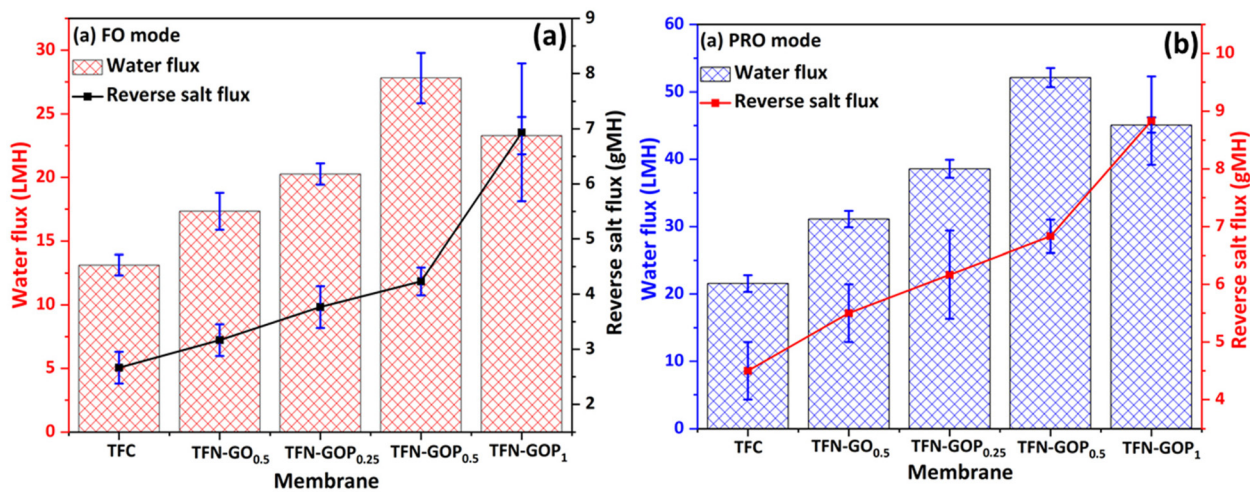 (a) FO mode
(a)
Water flux
Reverse salt flux
Water flux (LMH)
0
5
10
15
20
25
30
Reverse salt flux (gMH)
2
3
4
5
6
7
8
9
TFC
TFN-GO0.5
TFN-GOP0.25
TFN-GOP0.5
TFN-GOP1
Membrane
(a) PRO mode
(b)
Water flux
Reverse salt flux
Water flux (LMH)
0
10
20
30
40
50
60
Reverse salt flux (gMH)
4
5
6
7
8
9
10
TFC
TFN-GO0.5
TFN-GOP0.25
TFN-GOP0.5
TFN-GOP1
Membrane